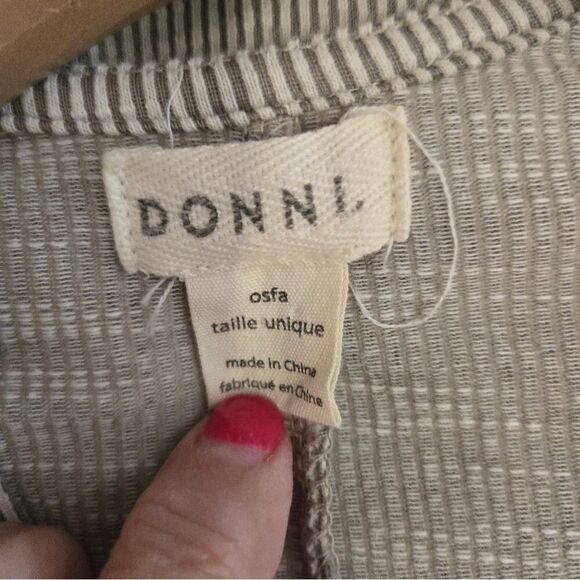 DONNI.
osfa
taille unique
made in China
fabriqué en Chine